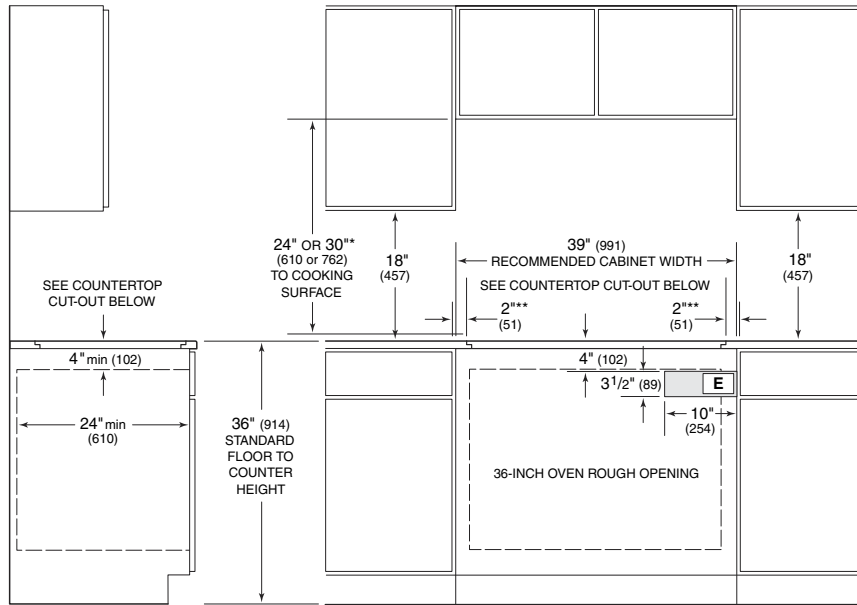 24" OR 30"*
(610 or 762)
TO COOKING
SURFACE
18"
(457)
39" (991)
RECOMMENDED CABINET WIDTH
SEE COUNTERTOP CUT-OUT BELOW
18"
(457)
2"**
(51)
2"**
(51)
SEE COUNTERTOP
CUT-OUT BELOW
4" min (102)
24" min
(610)
36" (914)
STANDARD
FLOOR TO
COUNTER
HEIGHT
4" (102)
3 1/2" (89)
E
10"
(254)
36-INCH OVEN ROUGH OPENING